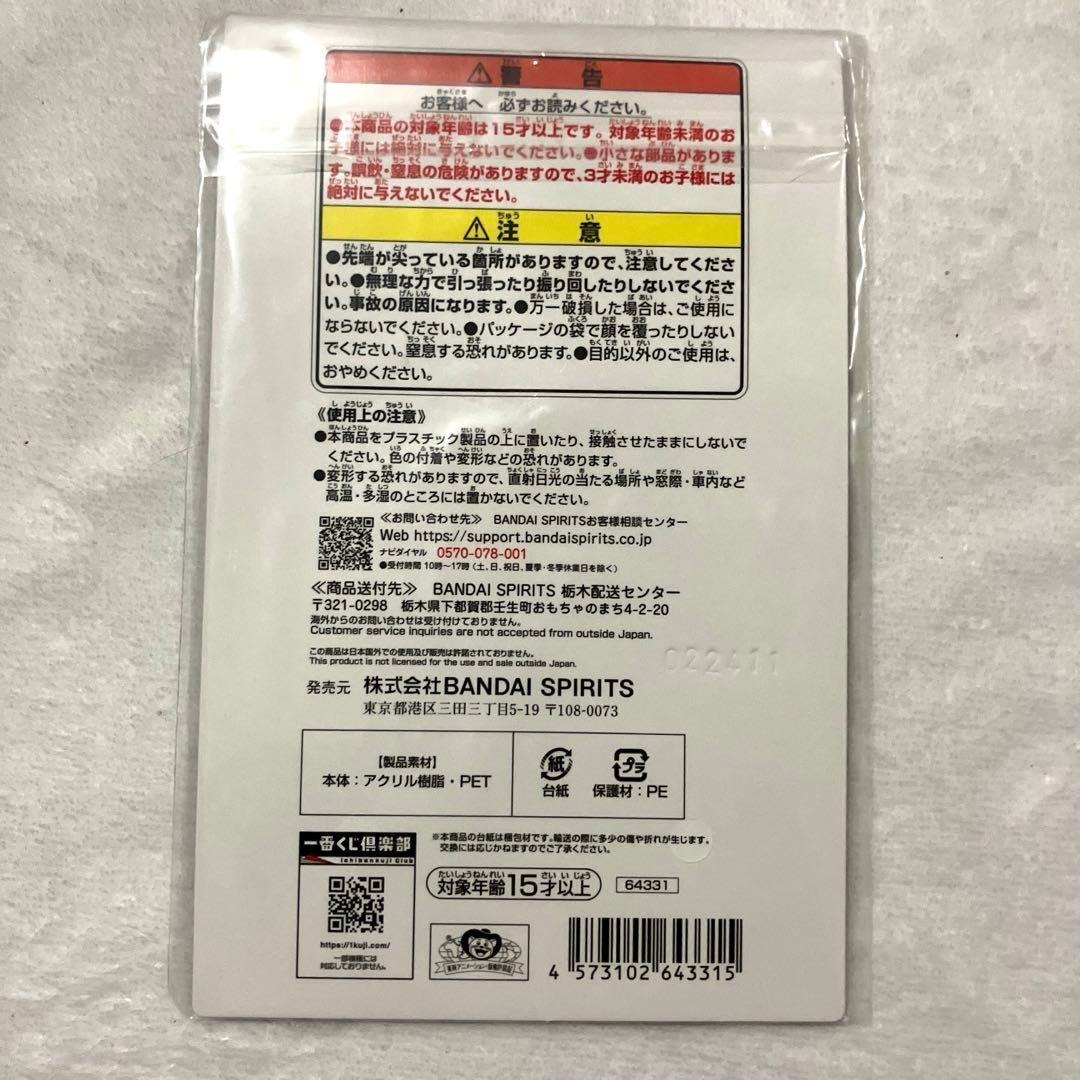 ⚠警告
お客様へ 必ずお読みください。
●本商品の対象年齢は15才以上です。対象年齢未満のお
子様には絶対に与えないでください。●小さな部品がありま
す。誤飲・窒息の危険がありますので、3才未満のお子様には
絶対に与えないでください。
⚠注意
●先端が尖っている箇所がありますので、注意してくださ
い。●無理な力で引っ張ったり振り回したりしないでくださ
い。事故の原因になります。●万一破損した場合は、ご使用に
ならないでください。●パッケージの袋で顔を覆ったりしない
でください。窒息する恐れがあります。●目的以外のご使用は、
おやめください。
《使用上の注意》
●本商品をプラスチック製品の上に置いたり、接触させたままにしないで
ください。色の付着や変形などの恐れがあります。
●変形する恐れがありますので、直射日光の当たる場所や窓際・車内など
高温・多湿のところには置かないでください。
≪お問い合わせ先≫ BANDAI SPIRITSお客様相談センター
Web https://support.bandaispirits.co.jp
ナビダイヤル 0570-078-001
●受付時間 10時～17時(土、日、祝日、夏季・冬季休業日を除く)
≪商品送付先≫ BANDAI SPIRITS 栃木配送センター
〒321-0298 栃木県下都賀郡壬生町おもちゃのまち4-2-20
海外からのお問い合わせは受け付けておりません。
Customer service inquiries are not accepted from outside Japan.
この商品は日本国外での使用及び販売は許諾されておりません。
This product is not licensed for the use and sale outside Japan.
022411
発売元 株式会社BANDAI SPIRITS
東京都港区三田三丁目5-19 〒108-0073
【製品素材】
本体：アクリル樹脂・PET
紙
台紙
プラ
保護材：PE
一番くじ倶楽部
Ichibankuji Club
https://1kuji.com/
一部機種には
対応しておりません。
※本商品の台紙は梱包材です。輸送の際に多少の傷や折れが生じます。
交換には応じかねますのでご了承ください。
対象年齢15才以上
64331
東映アニメーション・版権許諾証
4 573102 643315